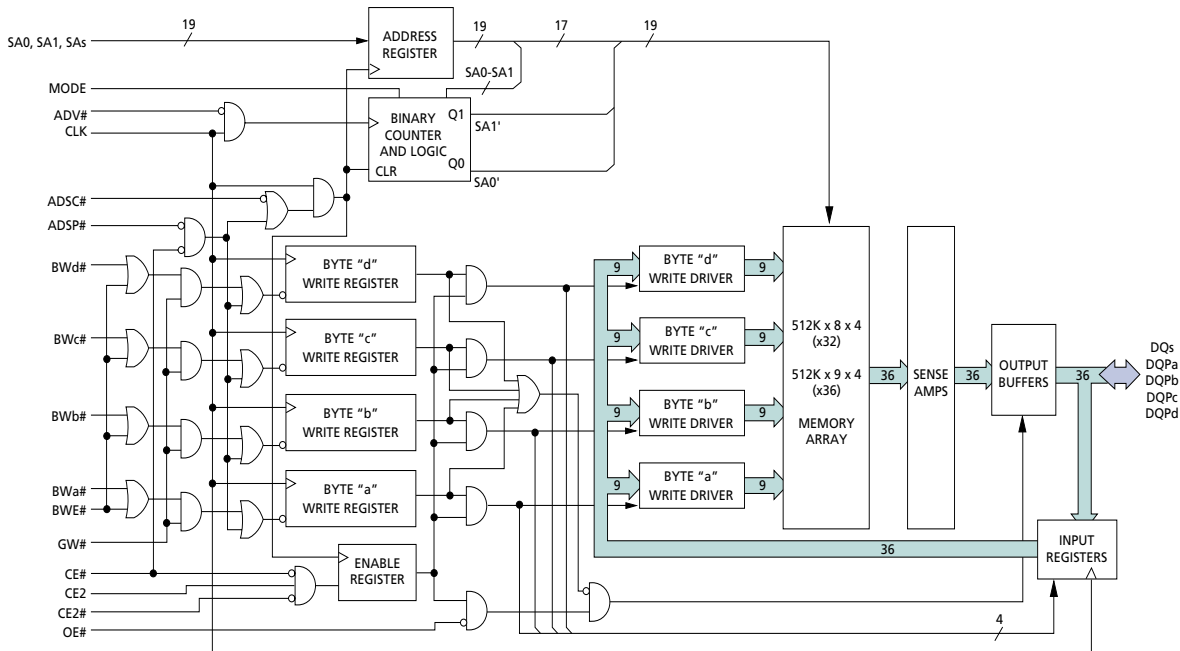 19
SA0, SA1, SAs
ADDRESS
REGISTER
19
17
19
SA0-SA1
MODE
ADV#
CLK
BINARY
COUNTER
AND LOGIC
CLR
Q1
SA1'
Q0
SA0'
ADSC#
ADSP#
BWd#
BYTE “d”
WRITE REGISTER
9
BYTE “d”
WRITE DRIVER
9
BWc#
BYTE “c”
WRITE REGISTER
9
BYTE “c”
WRITE DRIVER
9
BWb#
BYTE “b”
WRITE REGISTER
9
BYTE “b”
WRITE DRIVER
9
BWa#
BWE#
BYTE “a”
WRITE REGISTER
9
BYTE “a”
WRITE DRIVER
9
512K x 8 x 4
(x32)
512K x 9 x 4
(x36)
MEMORY
ARRAY
36
SENSE
AMPS
36
OUTPUT
BUFFERS
36
DQs
DQPa
DQPb
DQPc
DQPd
GW#
CE#
CE2
CE2#
OE#
ENABLE
REGISTER
36
INPUT
REGISTERS
4